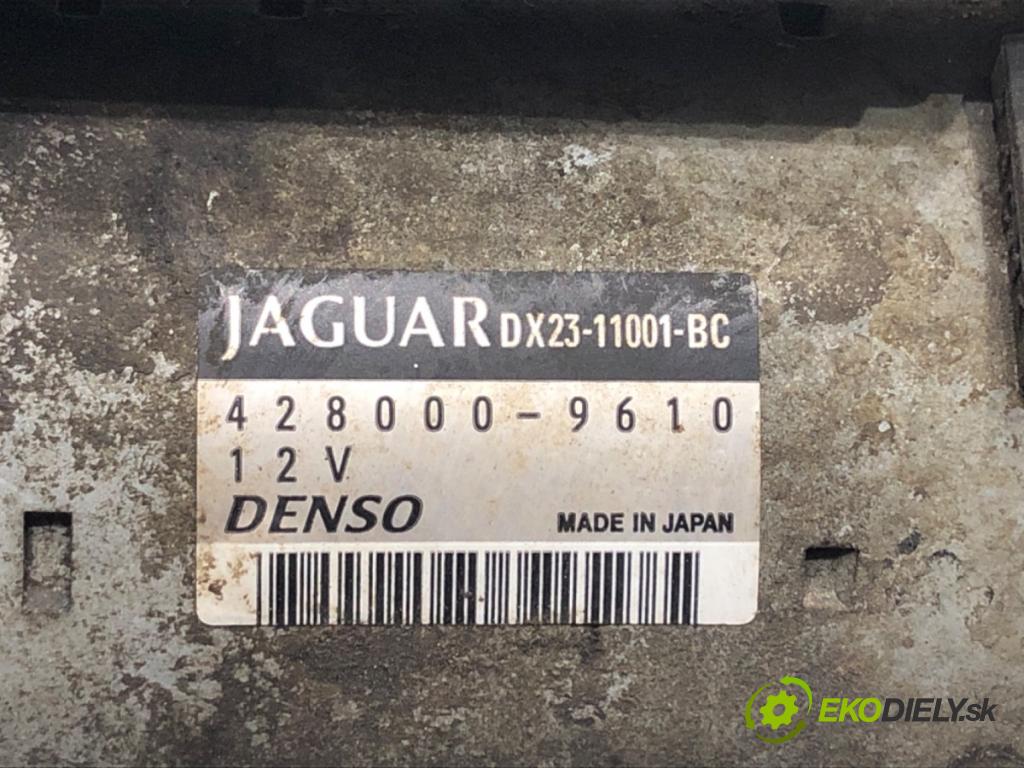 JAGUAR DX23-11001-BC
428000-9610
12V
DENSO MADE IN JAPAN
EKODIELY.sk